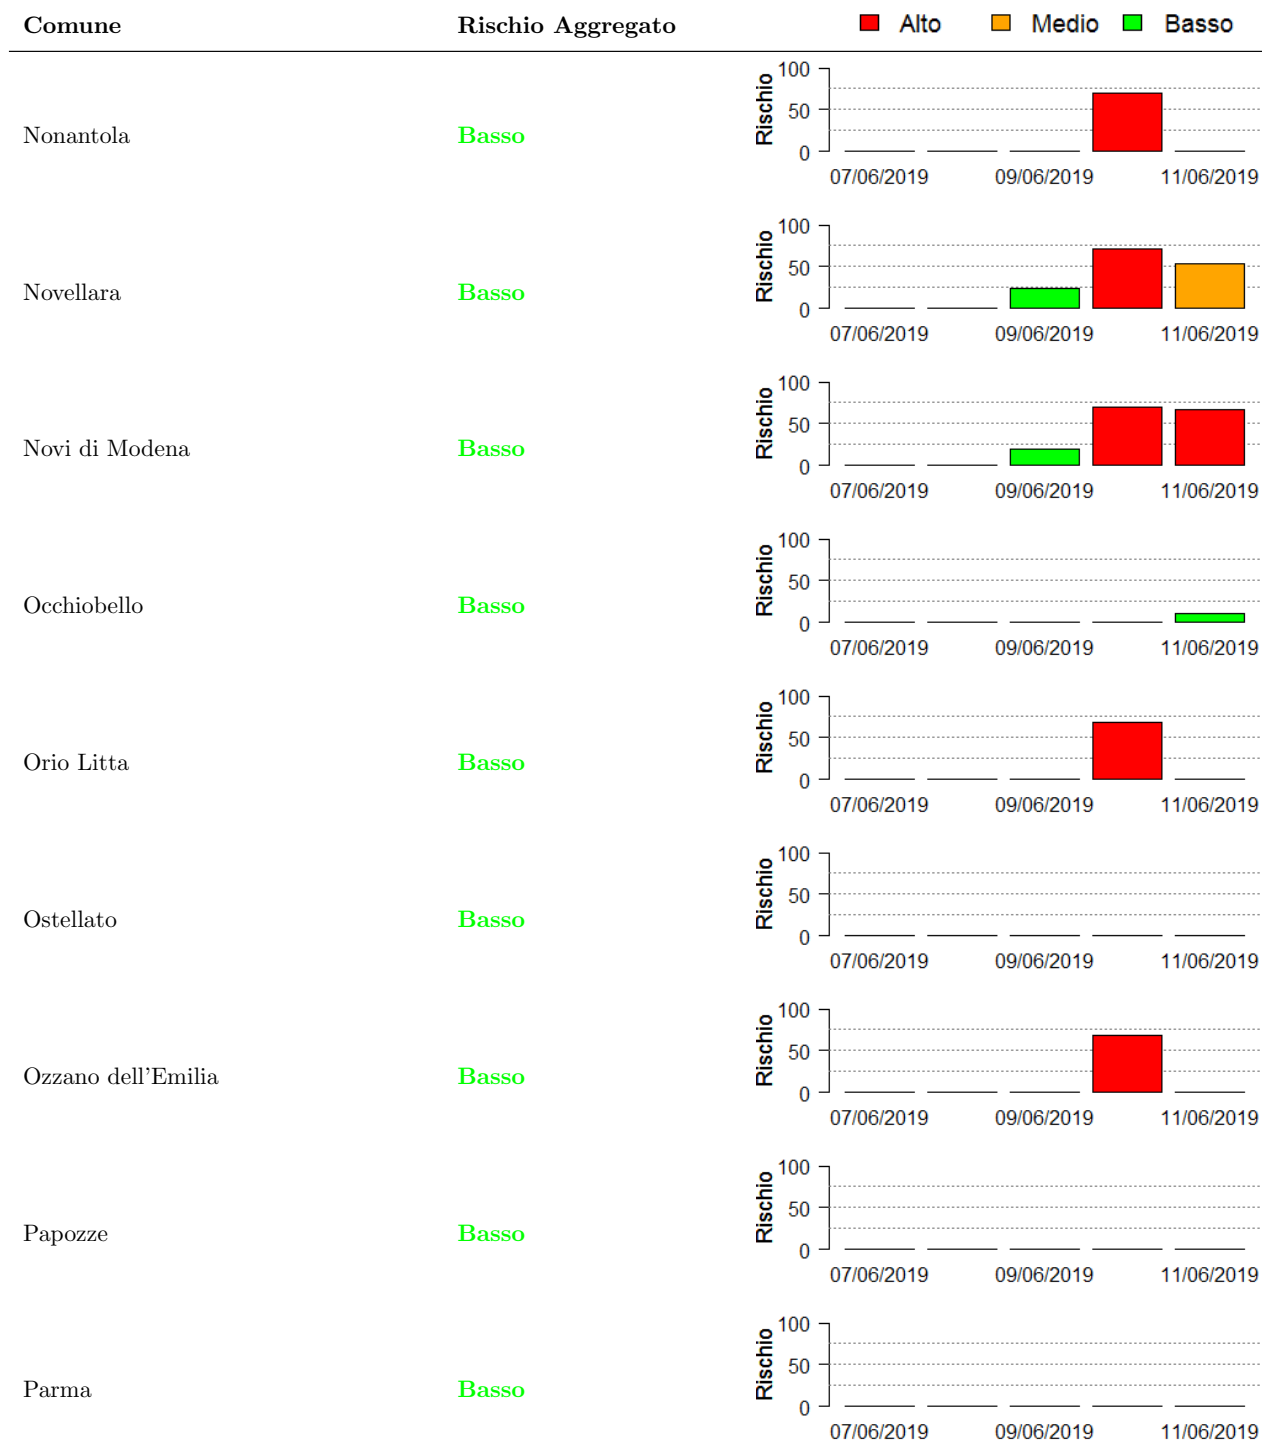 Comune Rischio Aggregato Alto Medio Basso
100
50
0
Rischio
Nonantola Basso
07/06/2019 09/06/2019 11/06/2019
100
50
0
Rischio
Novellara Basso
07/06/2019 09/06/2019 11/06/2019
100
50
0
Rischio
Novi di Modena Basso
07/06/2019 09/06/2019 11/06/2019
100
50
0
Rischio
Occhiobello Basso
07/06/2019 09/06/2019 11/06/2019
100
50
0
Rischio
Orio Litta Basso
07/06/2019 09/06/2019 11/06/2019
100
50
0
Rischio
Ostellato Basso
07/06/2019 09/06/2019 11/06/2019
100
50
0
Rischio
Ozzano dell'Emilia Basso
07/06/2019 09/06/2019 11/06/2019
100
50
0
Rischio
Papozze Basso
07/06/2019 09/06/2019 11/06/2019
100
50
0
Rischio
Parma Basso
07/06/2019 09/06/2019 11/06/2019